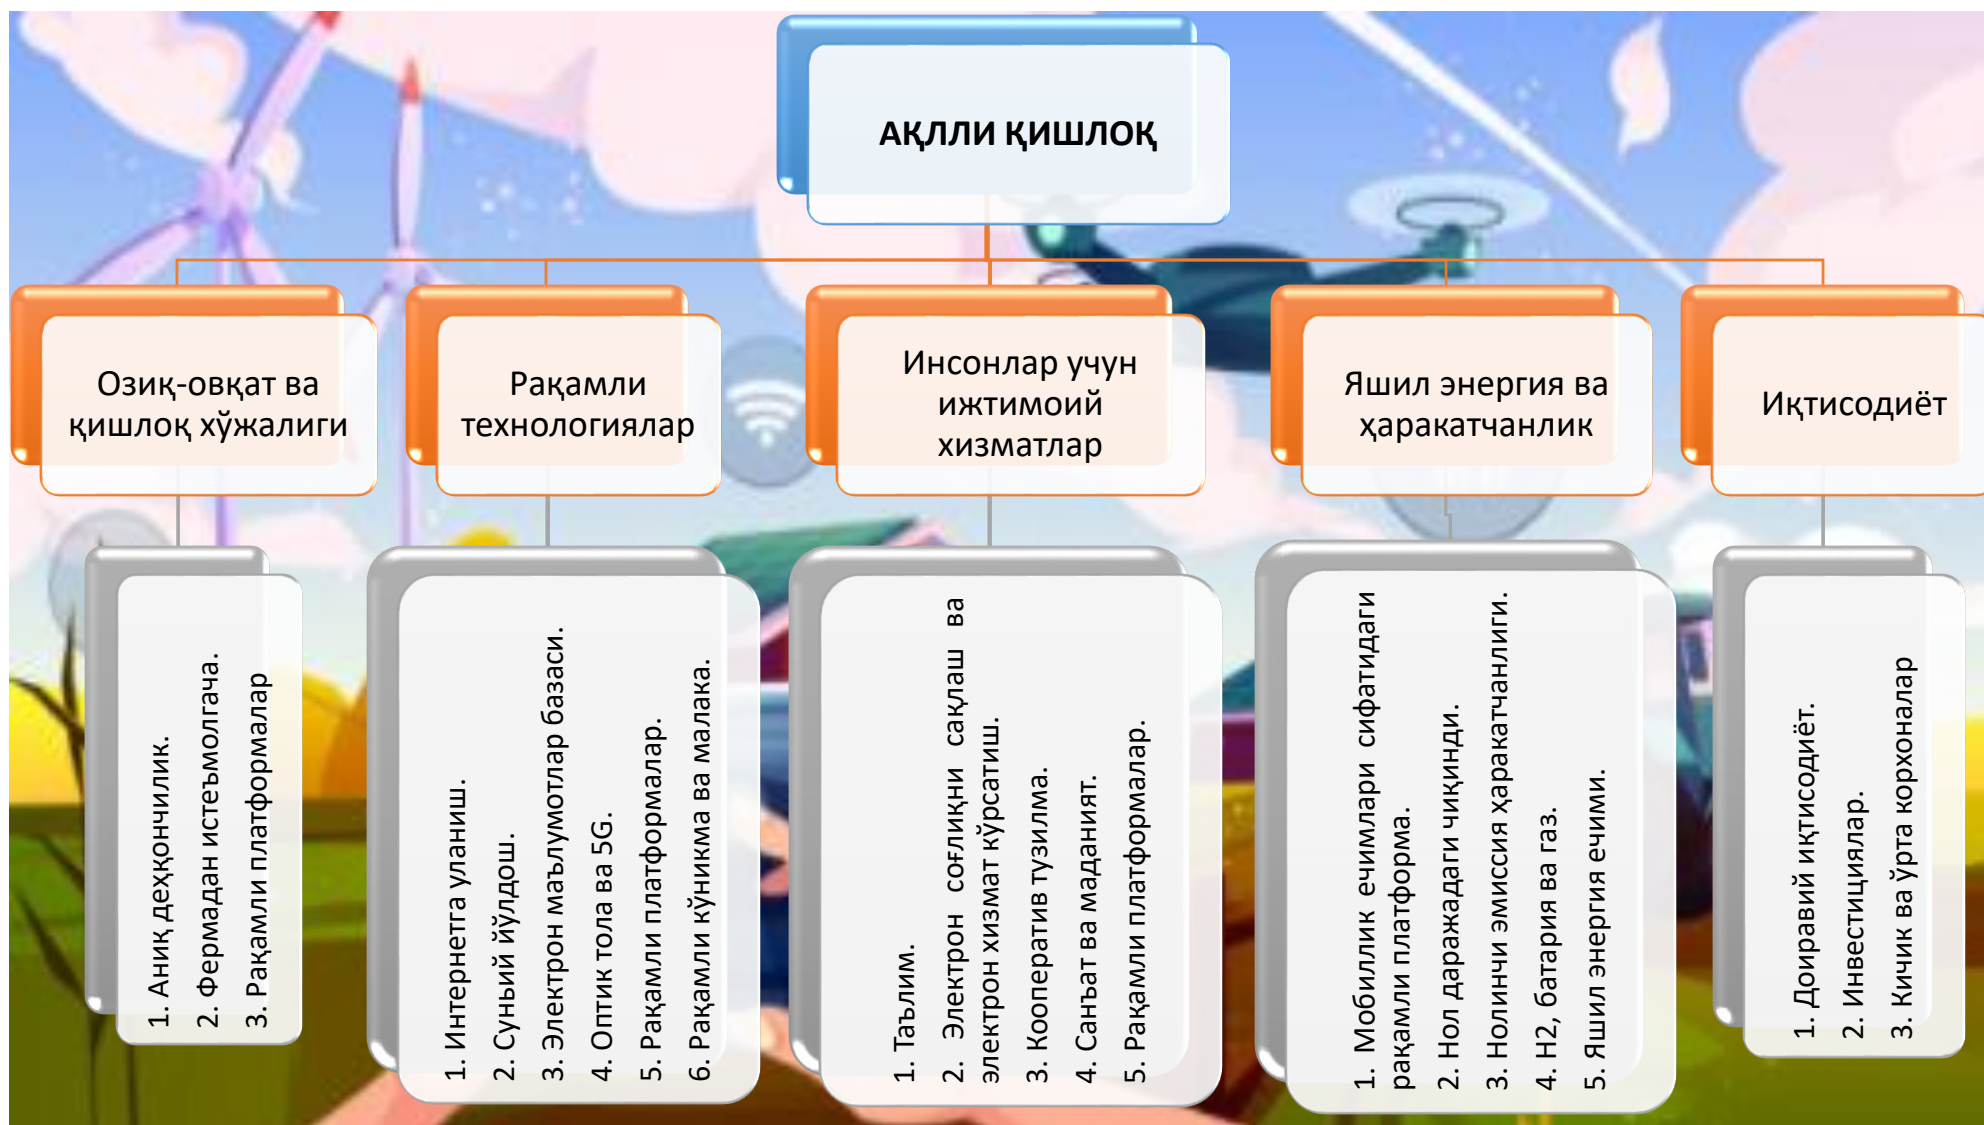 АҚЛЛИ ҚИШЛОҚ
Озиқ-овқат ва
қишлоқ хўжалиги
Рақамли
технологиялар
Инсонлар учун
ижтимоий
хизматлар
Яшил энергия ва
ҳаракатчанлик
Иқтисодиёт
1. Аниқ деҳқончилик.
2. Фермадан истеъмолгача.
3. Рақамли платформалар
1. Интернетга уланиш.
2. Суньий йўлдош.
3. Электрон маълумотлар базаси.
4. Оптик тола ва 5G.
5. Рақамли платформалар.
6. Рақамли кўникма ва малака.
1. Таълим.
2. Электрон соғлиқни сақлаш ва
электрон хизмат кўрсатиш.
3. Кооператив тузилма.
4. Санъат ва маданият.
5. Рақамли платформалар.
1. Мобиллик ечимлари сифатидаги
рақамли платформа.
2. Нол даражадаги чиқинди.
3. Нолинчи эмиссия ҳаракатчанлиги.
4. H2, батария ва газ.
5. Яшил энергия ечими.
1. Доиравий иқтисодиёт.
2. Инвестициялар.
3. Кичик ва ўрта корхоналар